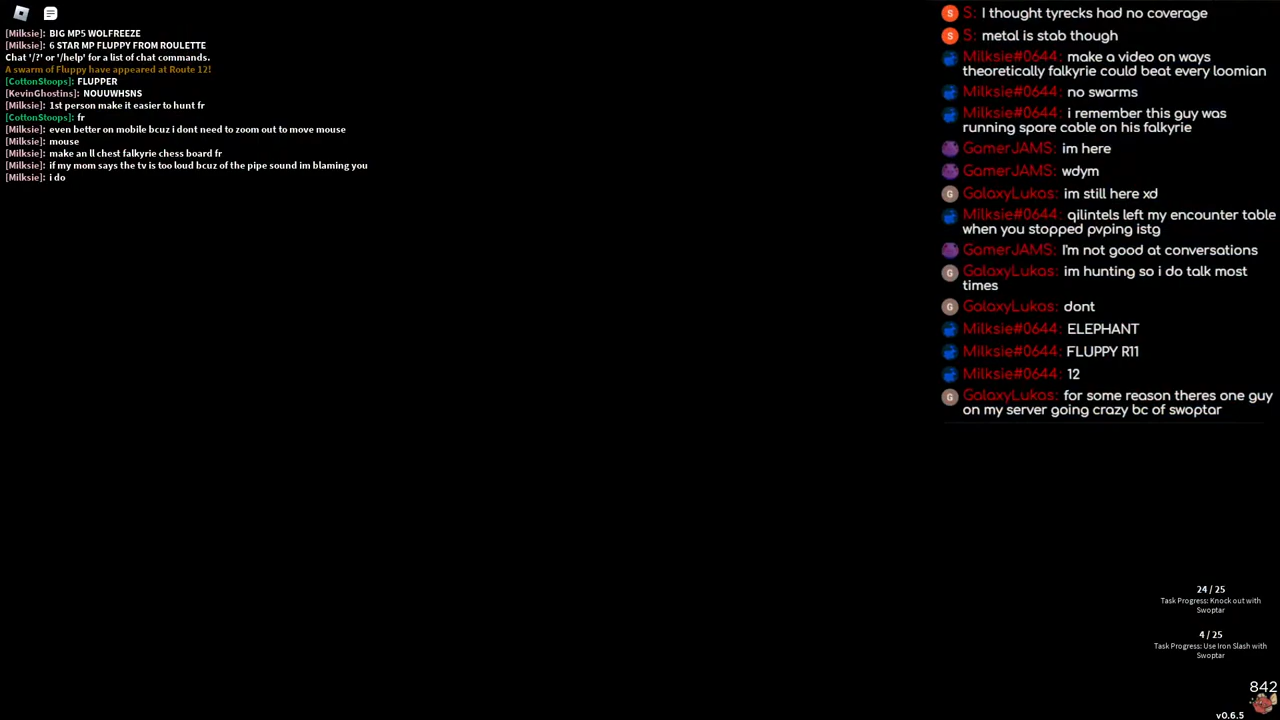 [Milksie]: BIG MP5 WOLFREEZE
[Milksie]: 6 STAR MP FLUPPY FROM ROULETTE
Chat '/?' or '/help' for a list of chat commands.
A swarm of Fluppy have appeared at Route 12!
[CottonStoops]: FLUPPER
[KevinGhostins]: NOUUWHSNS
[Milksie]: 1st person make it easier to hunt fr
[CottonStoops]: fr
[Milksie]: even better on mobile bcuz i dont need to zoom out to move mouse
[Milksie]: mouse
[Milksie]: make an ll chest falkyrie chess board fr
[Milksie]: if my mom says the tv is too loud bcuz of the pipe sound im blaming you
[Milksie]: i do
S S: I thought tyrecks had no coverage
S S: metal is stab though
Milksie#0644: make a video on ways
theoretically falkyrie could beat every loomian
Milksie#0644: no swarms
Milksie#0644: i remember this guy was
running spare cable on his falkyrie
GamerJAMS: im here
GamerJAMS: wdym
G GalaxyLukas: im still here xd
Milksie#0644: qilintels left my encounter table
when you stopped pvping istg
GamerJAMS: I'm not good at conversations
G GalaxyLukas: im hunting so i do talk most
times
G GalaxyLukas: dont
Milksie#0644: ELEPHANT
Milksie#0644: FLUPPY R11
Milksie#0644: 12
G GalaxyLukas: for some reason theres one guy
on my server going crazy bc of swoptar
24 / 25
Task Progress: Knock out with
Swoptar
4 / 25
Task Progress: Use Iron Slash with
Swoptar
842
v0.6.5